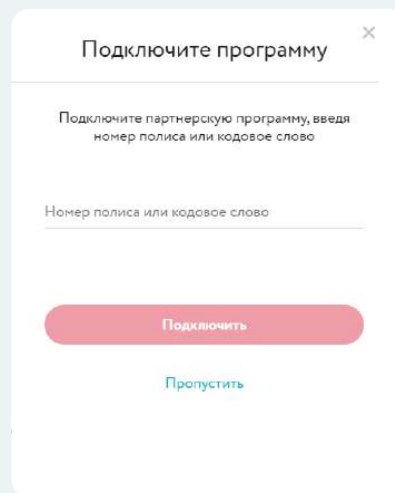 Подключите программу
Подключите партнерскую программу, введя
номер полиса или кодовое слово
Номер полиса или кодовое слово
Подключить
Пропустить